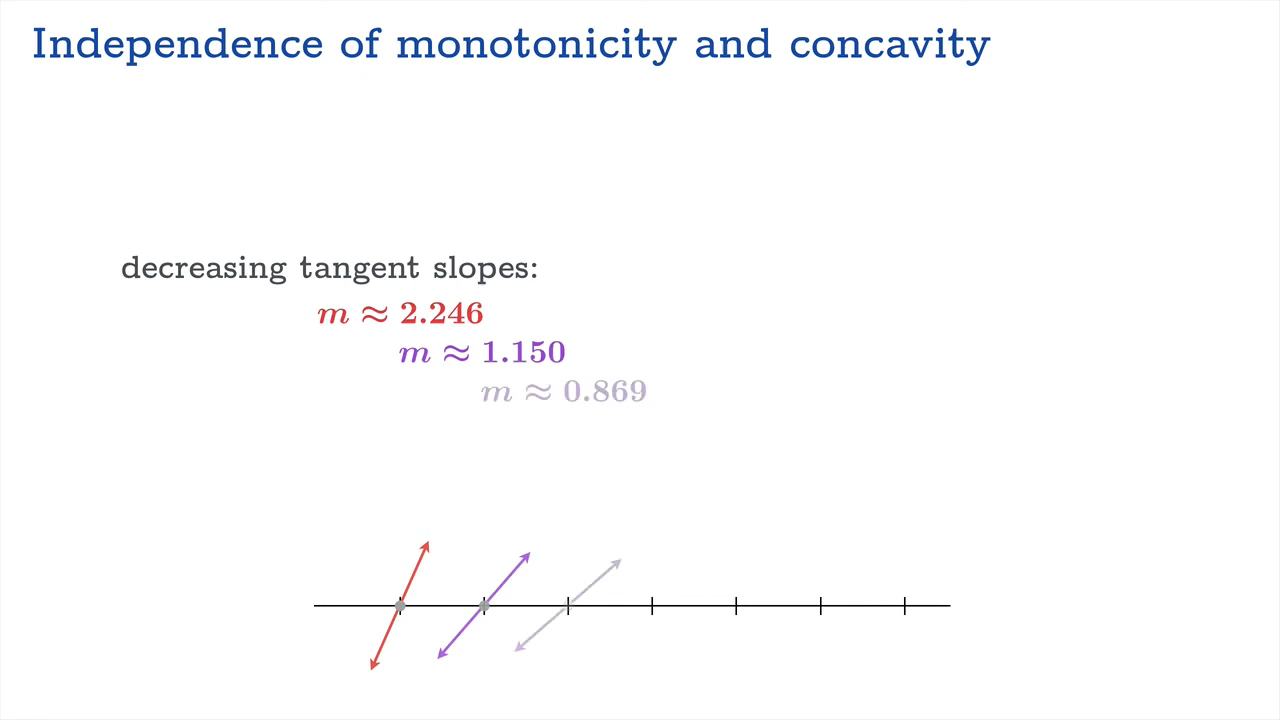 Independence of monotonicity and concavity
decreasing tangent slopes:
m ≈ 2.246
m ≈ 1.150
m ≈ 0.869